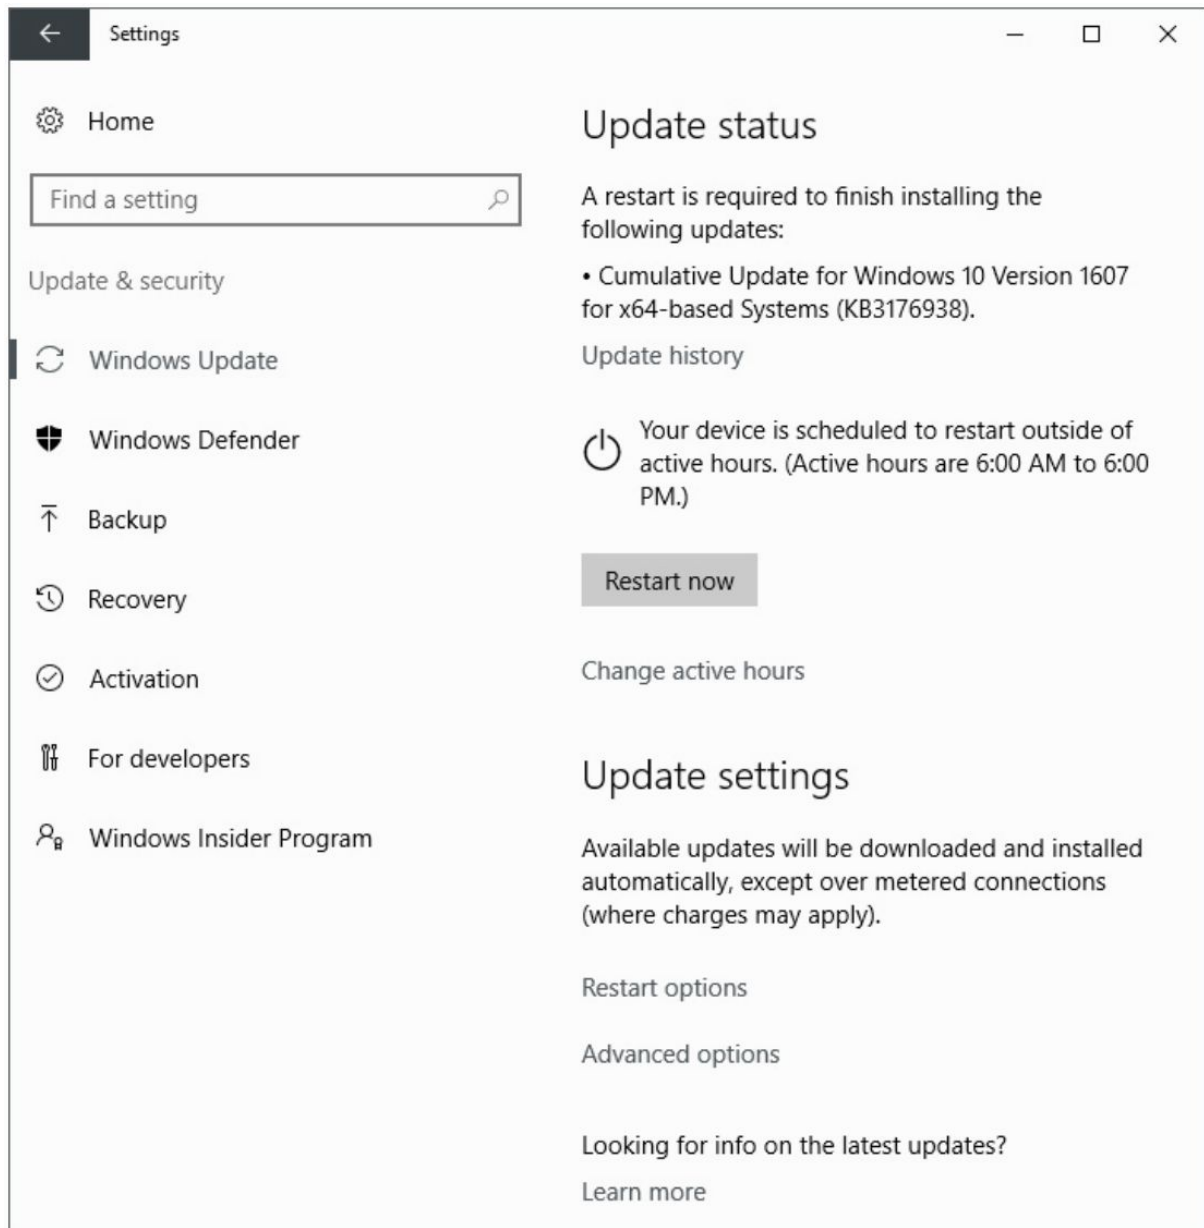 Settings
Home
Find a setting
Update & security
Windows Update
Windows Defender
Backup
Recovery
Activation
For developers
Windows Insider Program
Update status
A restart is required to finish installing the
following updates:
• Cumulative Update for Windows 10 Version 1607
for x64-based Systems (KB3176938).
Update history
Your device is scheduled to restart outside of
active hours. (Active hours are 6:00 AM to 6:00
PM.)
Restart now
Change active hours
Update settings
Available updates will be downloaded and installed
automatically, except over metered connections
(where charges may apply).
Restart options
Advanced options
Looking for info on the latest updates?
Learn more